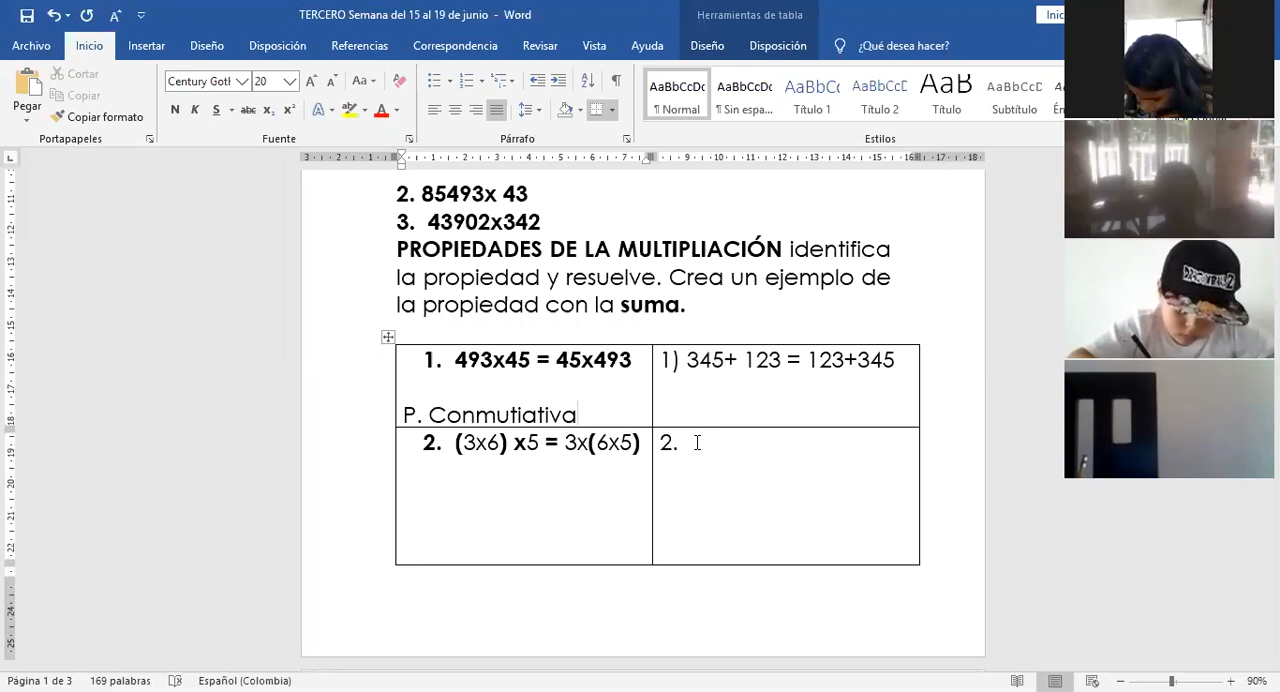 TERCERO Semana del 15 al 19 de junio - Word
Herramientas de tabla
Inic
Archivo Inicio Insertar Diseño Disposición Referencias Correspondencia Revisar Vista Ayuda Diseño Disposición ¿Qué desea hacer?
Pegar
Cortar
Copiar
Copiar formato
Portapapeles
Century Goth 20
Fuente
Párrafo
AaBbCcDc ¶ Normal
AaBbCcDc ¶ Sin espa...
AaBbCcD Título 1
AaBbCcD Título 2
AaB Título
AaBbCcD Subtítulo
Estilos
2. 85493x 43
3. 43902x342
PROPIEDADES DE LA MULTIPLIACIÓN identifica
la propiedad y resuelve. Crea un ejemplo de
la propiedad con la suma.
1. 493x45 = 45x493
P. Conmutiativa
1) 345+ 123 = 123+345
2. (3x6) x5 = 3x(6x5)
2.
Página 1 de 3 169 palabras Español (Colombia) 90%